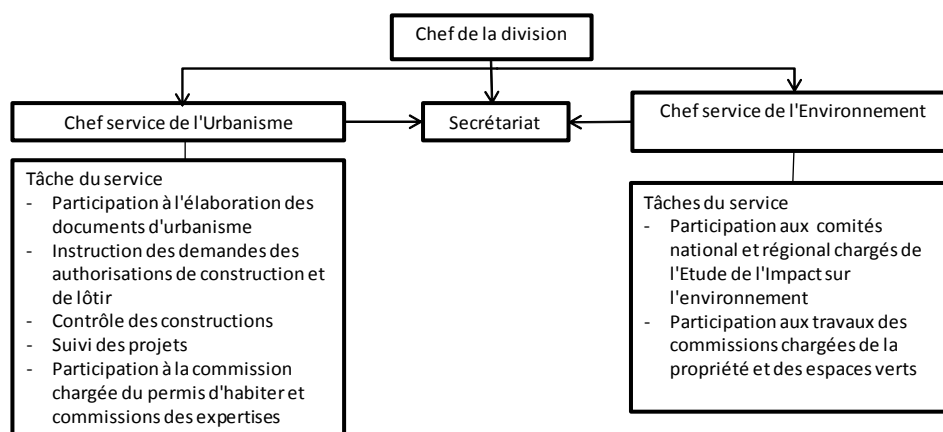 Chef de la division
Chef service de l'Urbanisme
Secrétariat
Chef service de l'Environnement
Tâche du service
- Participation à l'élaboration des
documents d'urbanisme
- Instruction des demandes des
authorisations de construction et
de lôtir
- Contrôle des constructions
- Suivi des projets
- Participation à la commission
chargée du permis d'habiter et
commissions des expertises
Tâches du service
- Participation aux comités
national et régional chargés de
l'Etude de l'Impact sur
l'environnement
- Participation aux travaux des
commissions chargées de la
propriété et des espaces verts